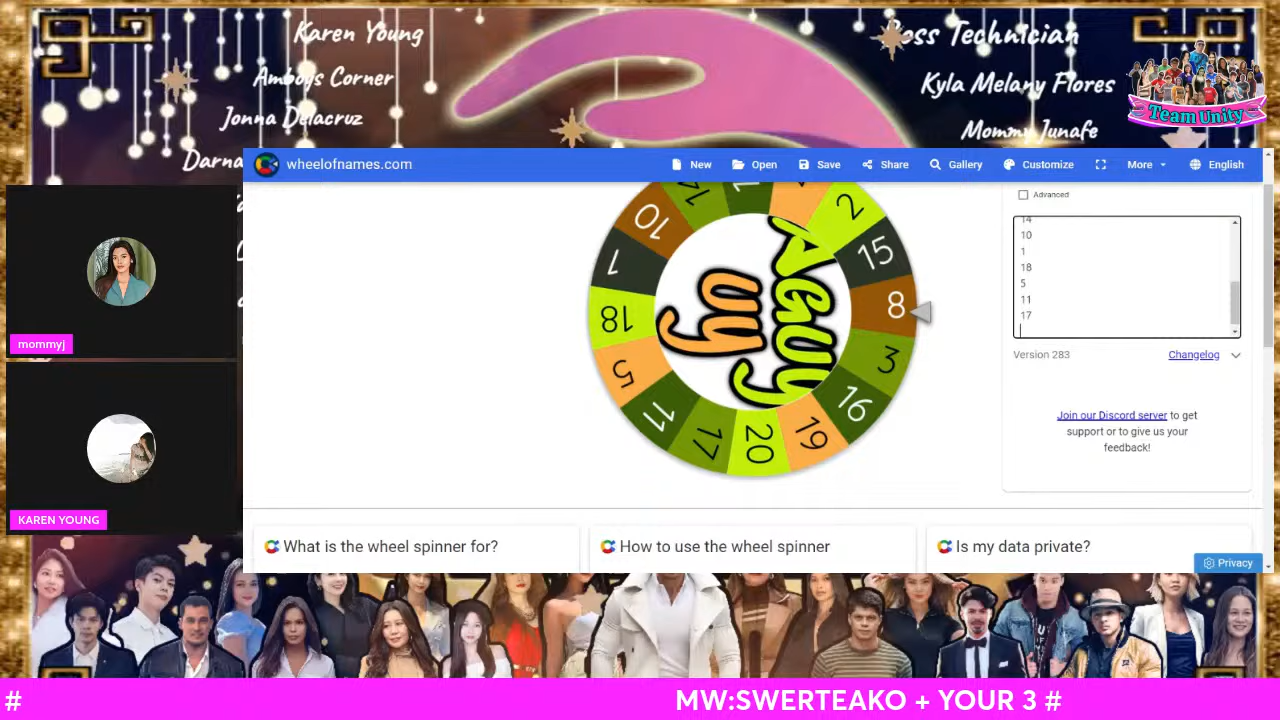 Karen Young
Amboys Corner
Jonna Delacruz
Darna
Boss Technician
Kyla Melany Flores
Mommy Junafe
Team Unity
wheelofnames.com
New
Open
Save
Share
Gallery
Customize
More
English
Advanced
14
10
1
18
5
11
17
Version 283
Changelog
Join our Discord server to get
support or to give us your
feedback!
2
15
8
3
16
19
20
17
11
5
18
1
10
14
mommyj
KAREN YOUNG
What is the wheel spinner for?
How to use the wheel spinner
Is my data private?
Privacy
# MW:SWERTEAKO + YOUR 3 #